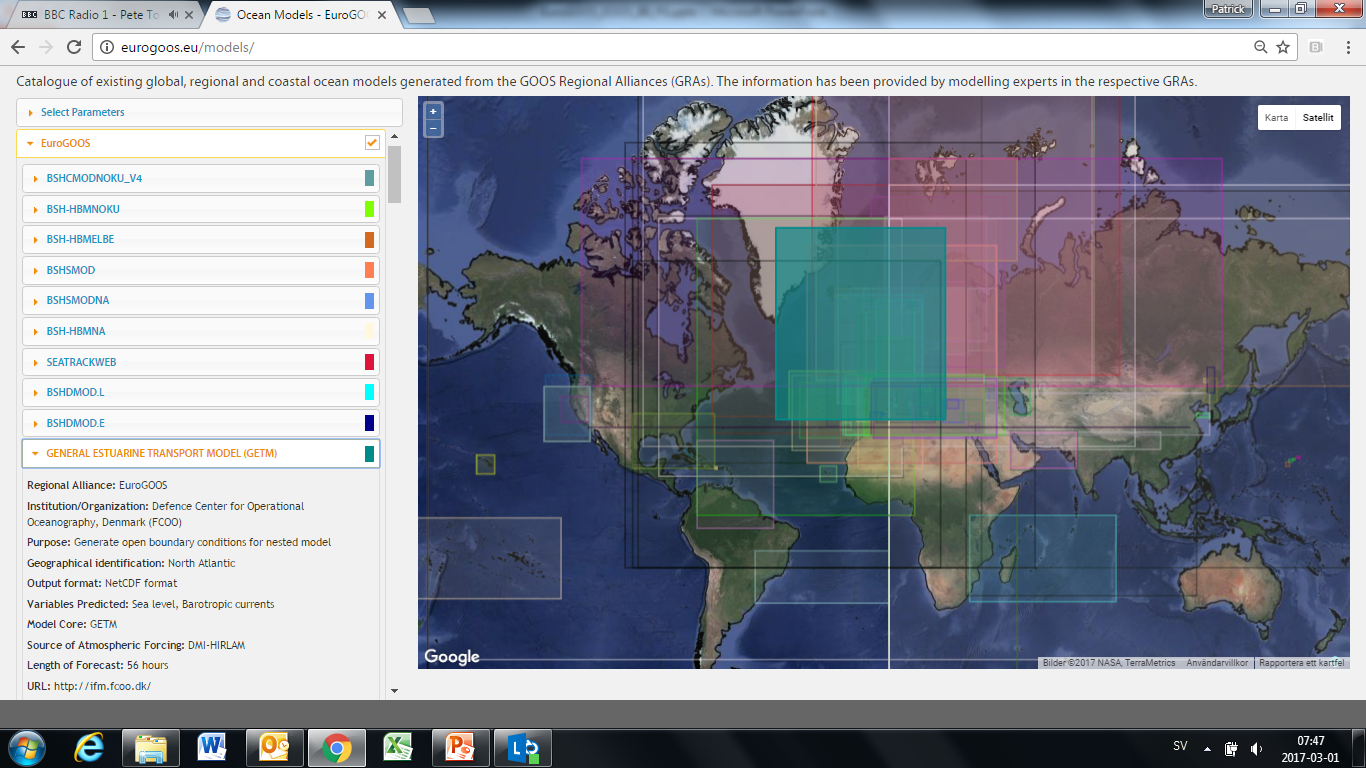 BBC Radio 1 - Pete To
Ocean Models - EuroGOO
Patrick
eurogoos.eu/models/
Catalogue of existing global, regional and coastal ocean models generated from the GOOS Regional Alliances (GRAs). The information has been provided by modelling experts in the respective GRAs.
Select Parameters
EuroGOOS
BSHCMODNOKU_V4
BSH-HBMNOKU
BSH-HBMELBE
BSHSMOD
BSHSMODNA
BSH-HBMNA
SEATRACKWEB
BSHDMOD.L
BSHDMOD.E
GENERAL ESTUARINE TRANSPORT MODEL (GETM)
Regional Alliance: EuroGOOS
Institution/Organization: Defence Center for Operational
Oceanography, Denmark (FCOO)
Purpose: Generate open boundary conditions for nested model
Geographical identification: North Atlantic
Output format: NetCDF format
Variables Predicted: Sea level, Barotropic currents
Model Core: GETM
Source of Atmospheric Forcing: DMI-HIRLAM
Length of Forecast: 56 hours
URL: http://ifm.fcoo.dk/
+
−
Karta Satellit
Google
Bilder ©2017 NASA, TerraMetrics Användarvillkor Rapportera ett kartfel
SV
07:47
2017-03-01